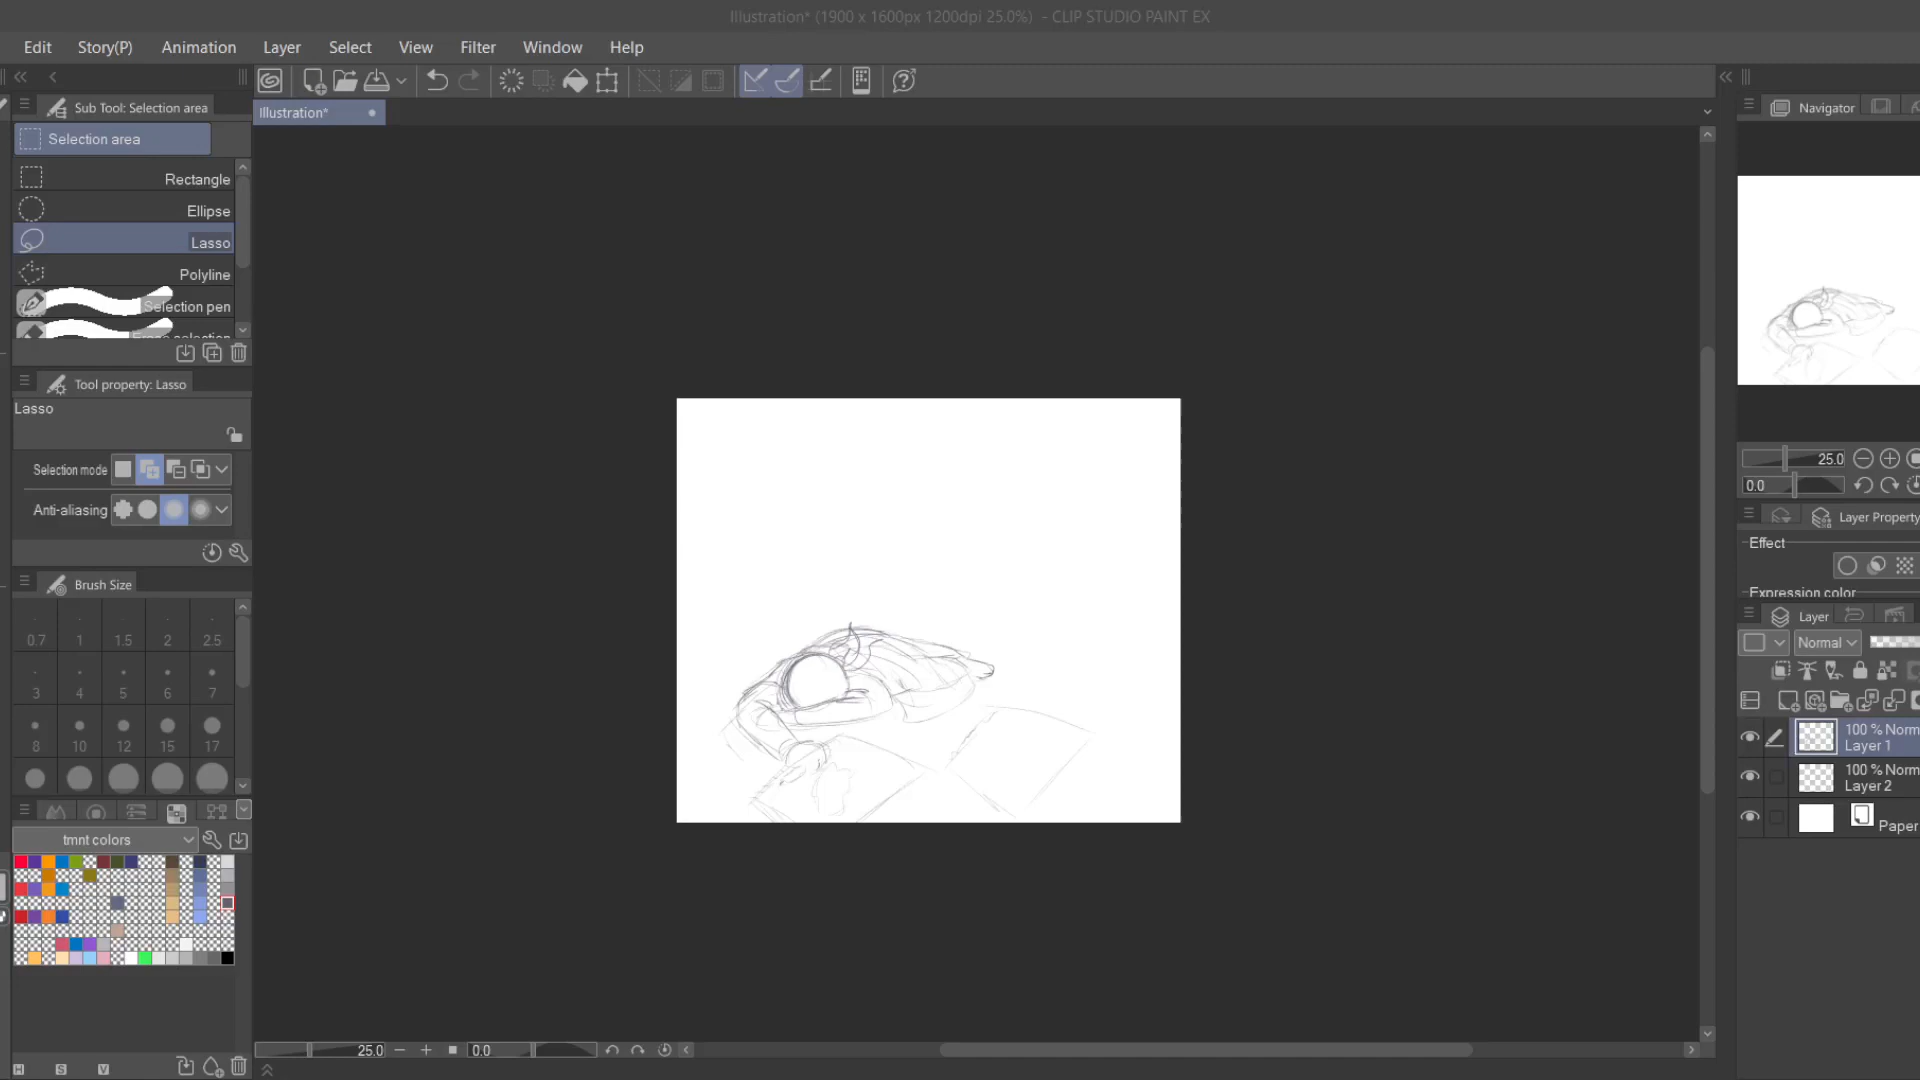 Illustration* (1900 x 1600px 1200dpi 25.0%) - CLIP STUDIO PAINT EX
Edit Story(P) Animation Layer Select View Filter Window Help
Sub Tool: Selection area
Illustration*
Navigator
Selection area
Rectangle
Ellipse
Lasso
Polyline
Selection pen
Erase selection
Tool property: Lasso
Lasso
Selection mode
Anti-aliasing
25.0
0.0
Layer Property
Effect
Expression color
Brush Size
0.7 1 1.5 2 2.5
3 4 5 6 7
8 10 12 15 17
Layer
Normal
100 % Norm
Layer 1
100 % Norm
Layer 2
Paper
tmnt colors
H S V
25.0 0.0